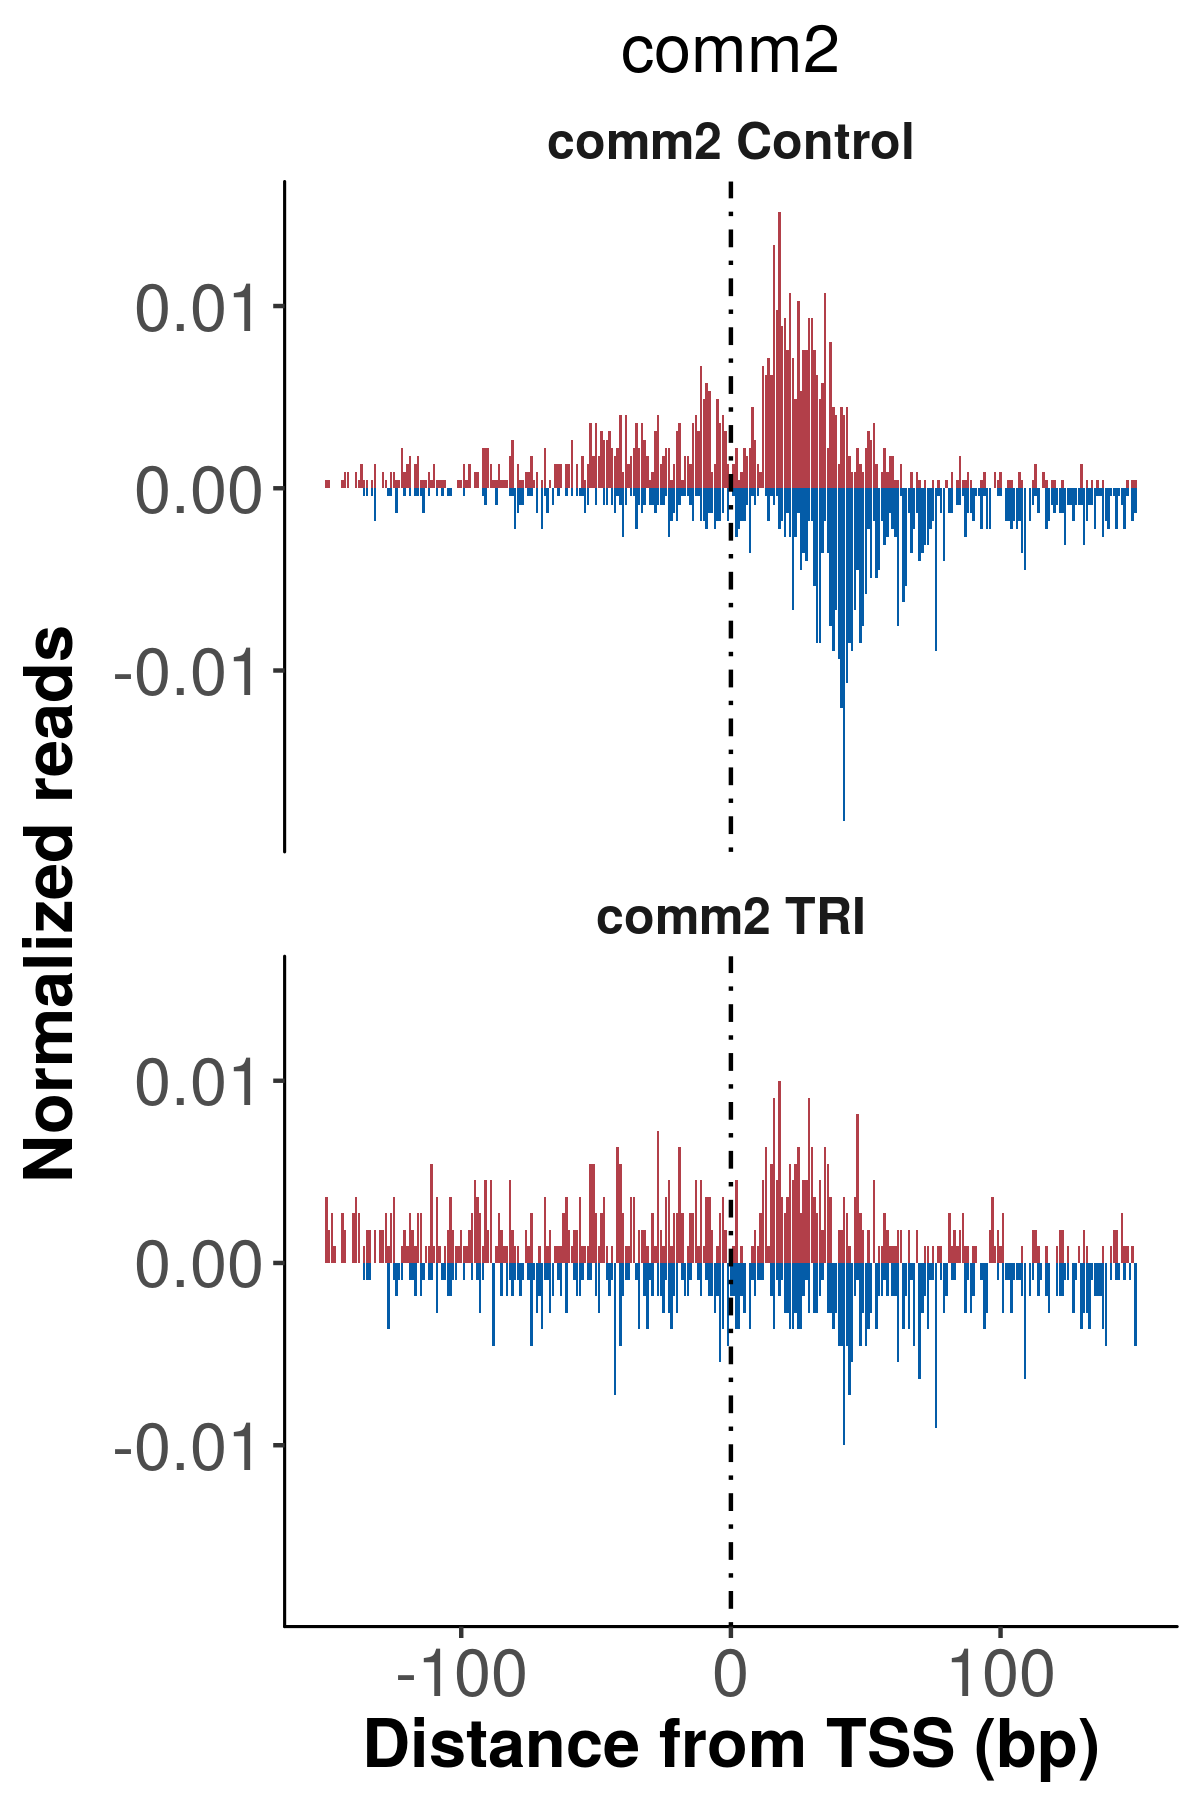 comm2
comm2 Control
0.01
0.00
-0.01
Normalized reads
comm2 TRI
0.01
0.00
-0.01
-100 0 100
Distance from TSS (bp)